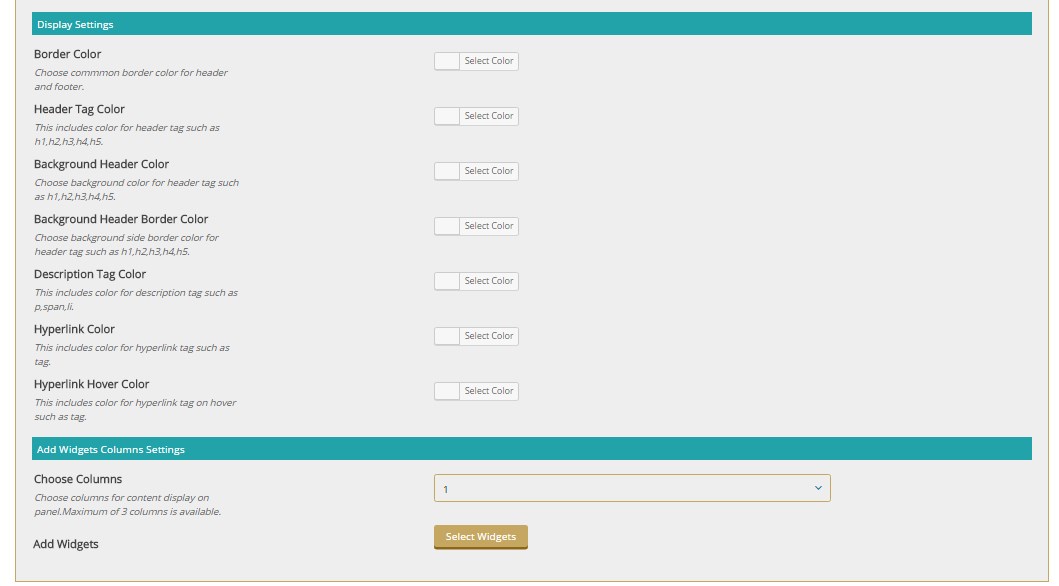 Display Settings
Border Color
Select Color
Choose commmon border color for header
and footer.
Header Tag Color
Select Color
This includes color for header tag such as
h1,h2,h3,h4,h5.
Background Header Color
Select Color
Choose background color for header tag such
as h1,h2,h3,h4,h5.
Background Header Border Color
Select Color
Choose background side border color for
header tag such as h1,h2,h3,h4,h5.
Description Tag Color
Select Color
This includes color for description tag such as
p,span,li.
Hyperlink Color
Select Color
This includes color for hyperlink tag such as
tag.
Hyperlink Hover Color
Select Color
This includes color for hyperlink tag on hover
such as tag.
Add Widgets Columns Settings
Choose Columns
1
Choose columns for content display on
panel.Maximum of 3 columns is available.
Add Widgets
Select Widgets